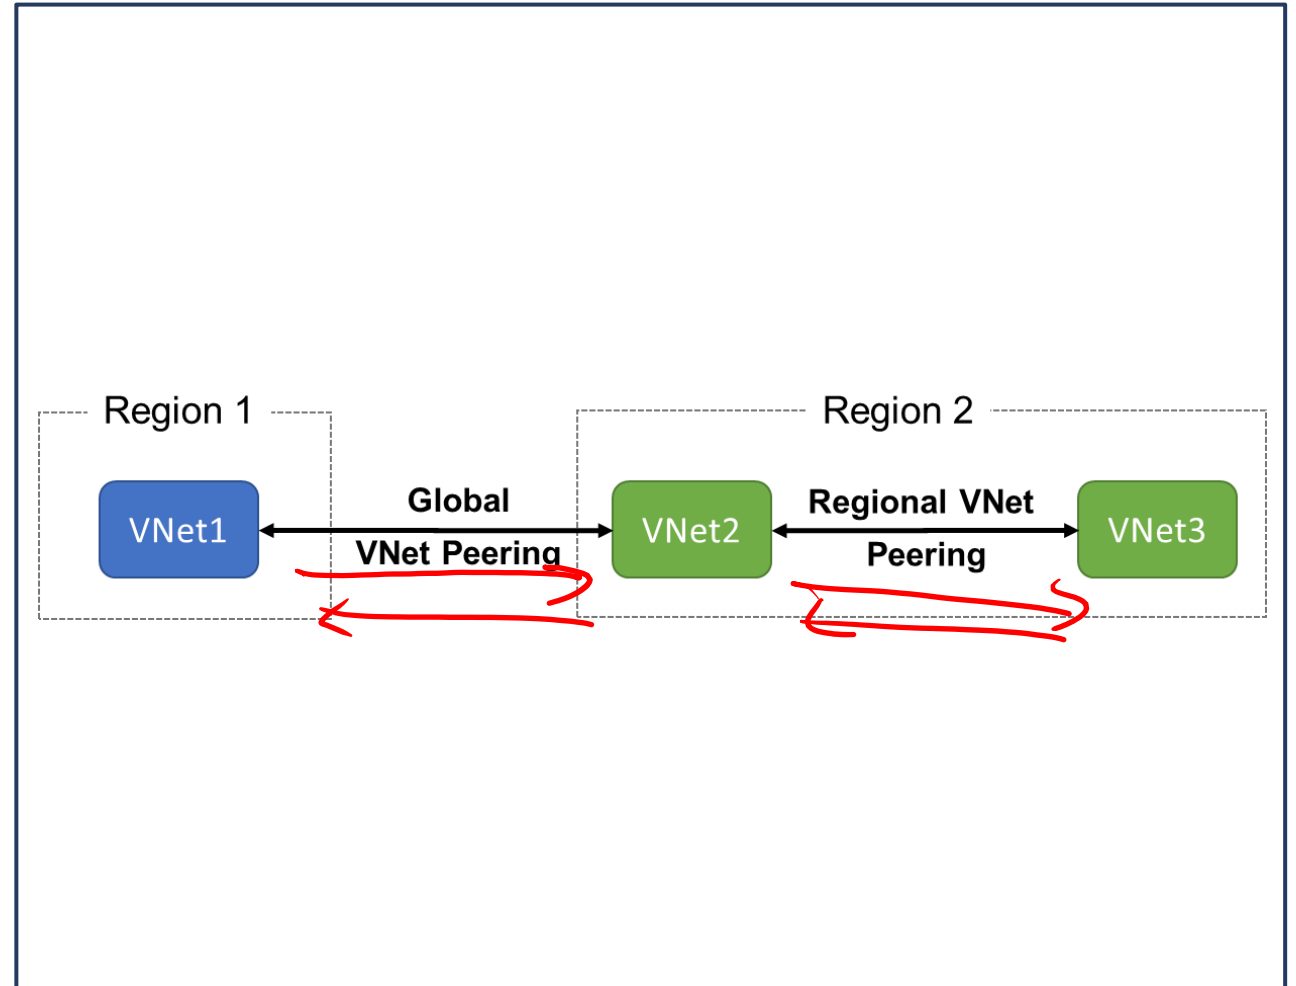 Region 1
Region 2
VNet1
Global
VNet Peering
VNet2
Regional VNet
Peering
VNet3